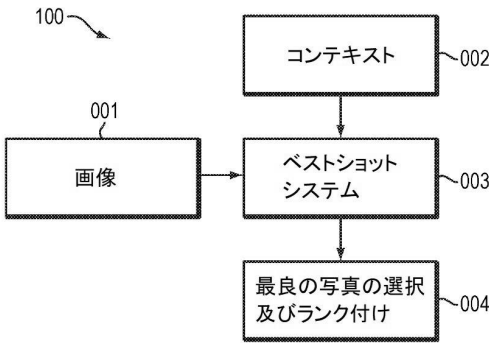 100
コンテキスト
002
001
画像
ベストショット
システム
003
最良の写真の選択
及びランク付け
004